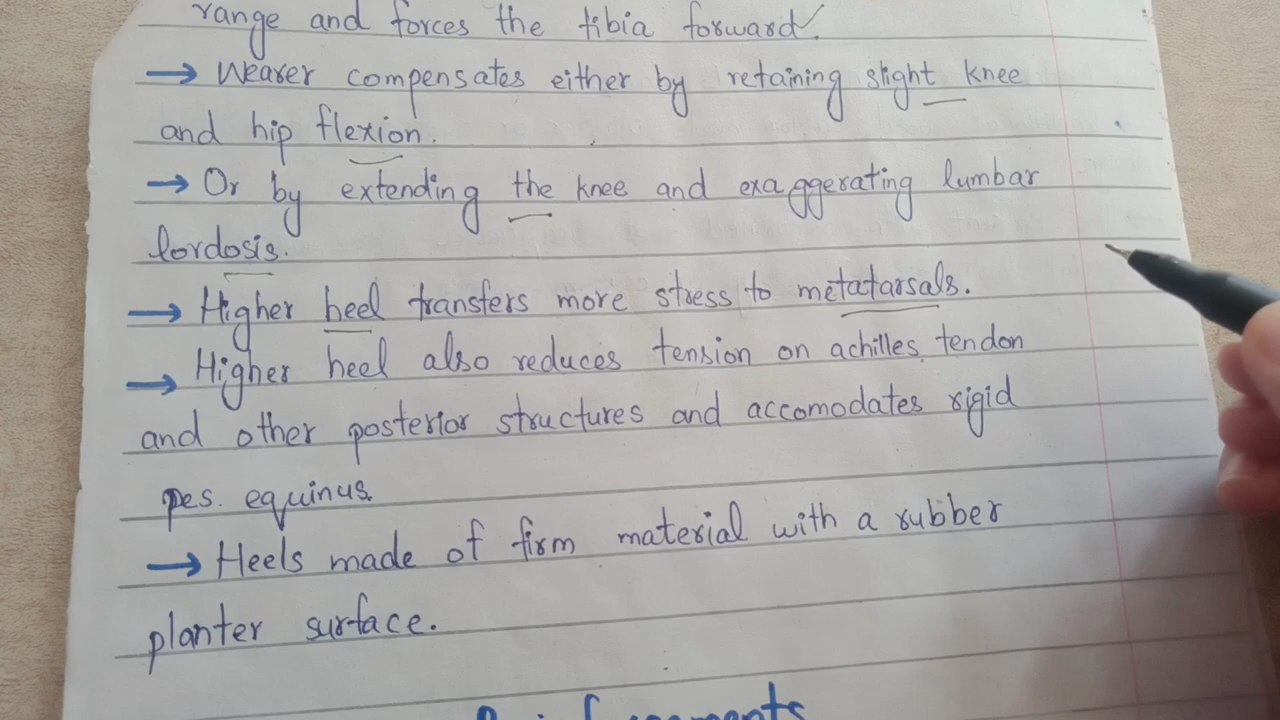 range and forces the tibia forward.
→ Wearer compensates either by retaining slight knee
and hip flexion.
→ Or by extending the knee and exaggerating lumbar
lordosis.
→ Higher heel transfers more stress to metatarsals.
→ Higher heel also reduces tension on achilles tendon
and other posterior structures and accomodates rigid
pes. equinus.
→ Heels made of firm material with a rubber
planter surface.